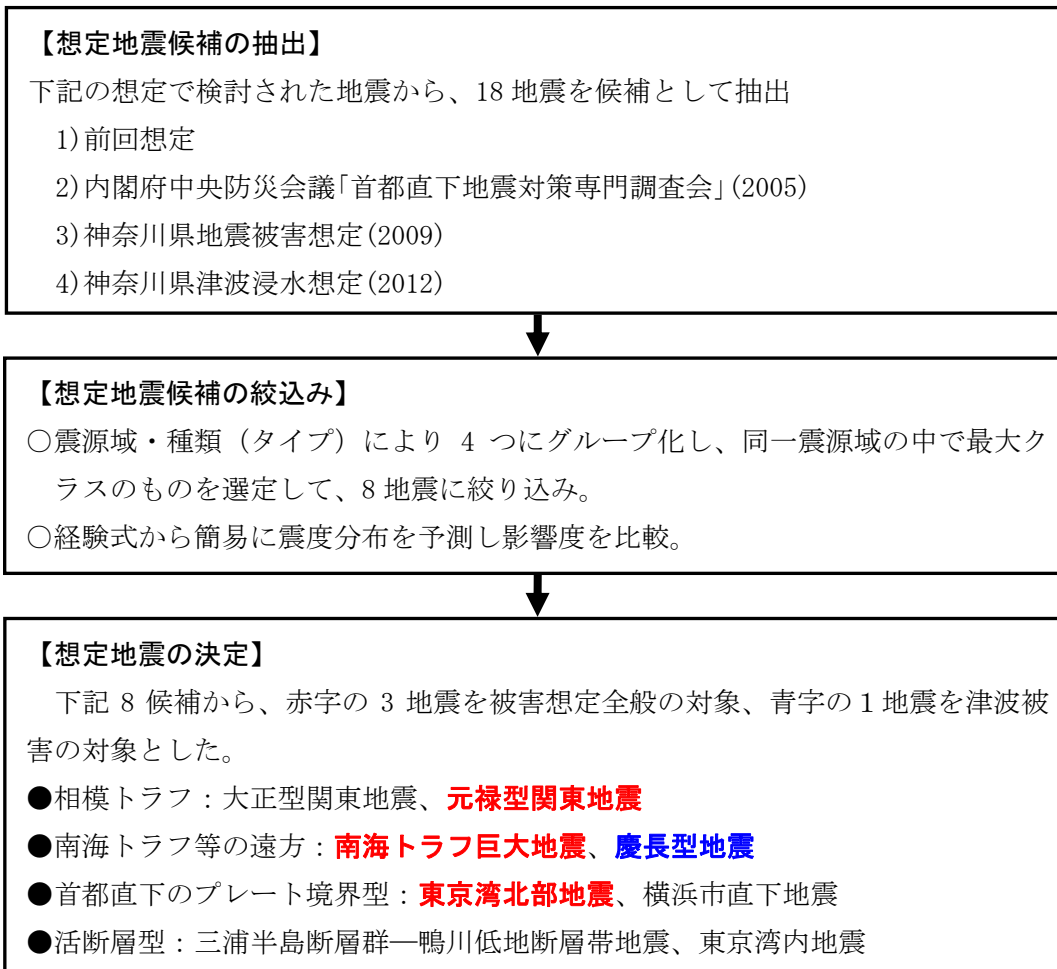 【想定地震候補の抽出】
下記の想定で検討された地震から、18 地震を候補として抽出
1)前回想定
2)内閣府中央防災会議「首都直下地震対策専門調査会」(2005)
3)神奈川県地震被害想定(2009)
4)神奈川県津波浸水想定(2012)
【想定地震候補の絞込み】
○震源域・種類（タイプ）により 4 つにグループ化し、同一震源域の中で最大ク
ラスのものを選定して、8 地震に絞り込み。
○経験式から簡易に震度分布を予測し影響度を比較。
【想定地震の決定】
下記 8 候補から、赤字の 3 地震を被害想定全般の対象、青字の 1 地震を津波被
害の対象とした。
●相模トラフ：大正型関東地震、元禄型関東地震
●南海トラフ等の遠方：南海トラフ巨大地震、慶長型地震
●首都直下のプレート境界型：東京湾北部地震、横浜市直下地震
●活断層型：三浦半島断層群―鴨川低地断層帯地震、東京湾内地震